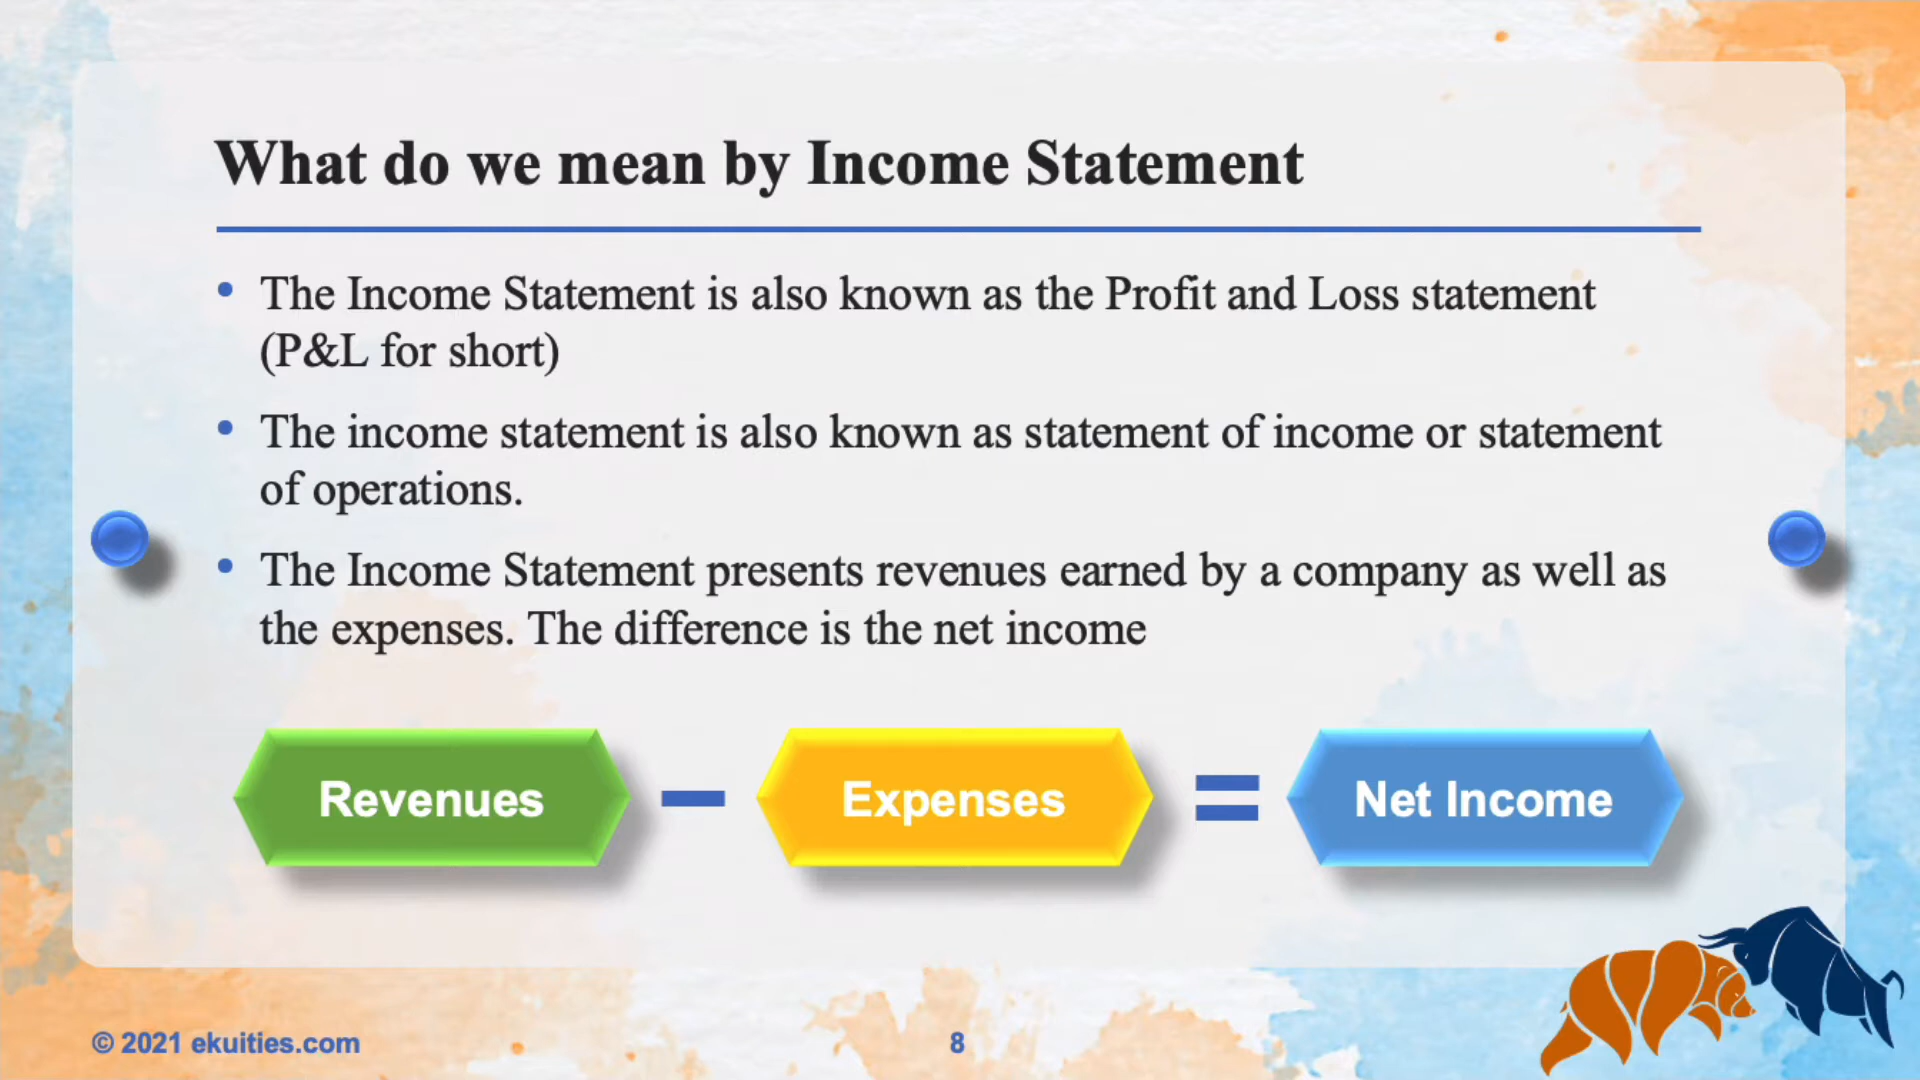 What do we mean by Income Statement
• The Income Statement is also known as the Profit and Loss statement
(P&L for short)
• The income statement is also known as statement of income or statement
of operations.
• The Income Statement presents revenues earned by a company as well as
the expenses. The difference is the net income
Revenues – Expenses = Net Income
© 2021 ekuities.com
8